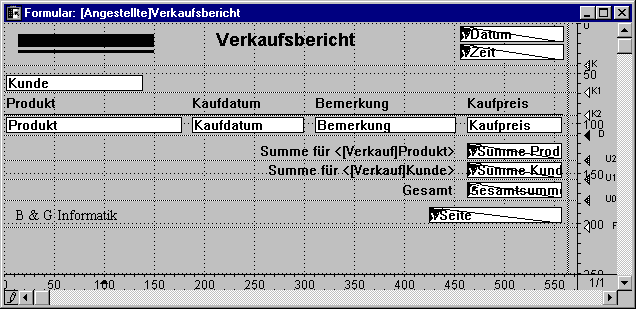 Formular: [Angestellte]Verkaufsbericht
Verkaufsbericht
Datum
Zeit
K
50
Kunde
K1
Produkt Kaufdatum Bemerkung Kaufpreis
K2
Produkt Kaufdatum Bemerkung Kaufpreis
100
D
Summe für <[Verkauf]Produkt> Summe Prod
U2
Summe für <[Verkauf]Kunde> Summe Kund
150
U1
Gesamt Gesamtsumm
U0
B & G Informatik Seite
200 F
250
0 50 100 150 200 250 300 350 400 450 500 550
1/1